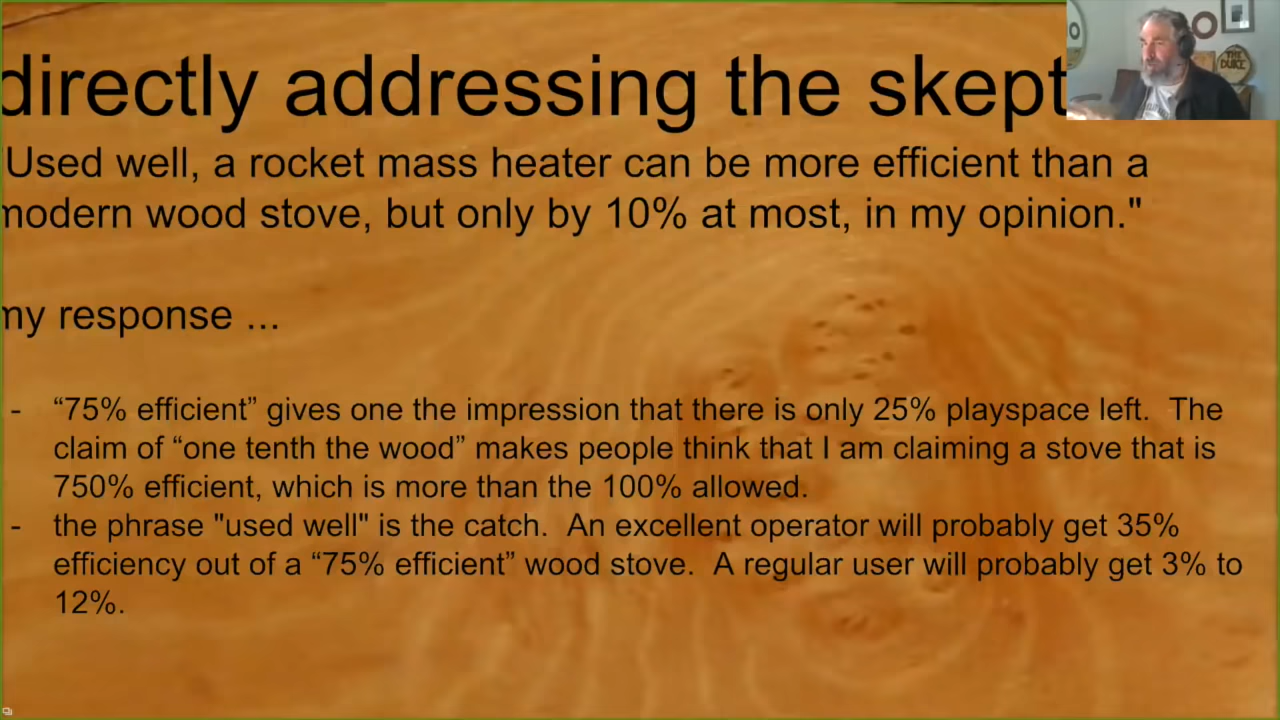 directly addressing the skept
Used well, a rocket mass heater can be more efficient than a
modern wood stove, but only by 10% at most, in my opinion."
my response ...
- “75% efficient” gives one the impression that there is only 25% playspace left.  The
claim of “one tenth the wood” makes people think that I am claiming a stove that is
750% efficient, which is more than the 100% allowed.
- the phrase "used well" is the catch.  An excellent operator will probably get 35%
efficiency out of a “75% efficient” wood stove.  A regular user will probably get 3% to
12%.
THE
DUKE